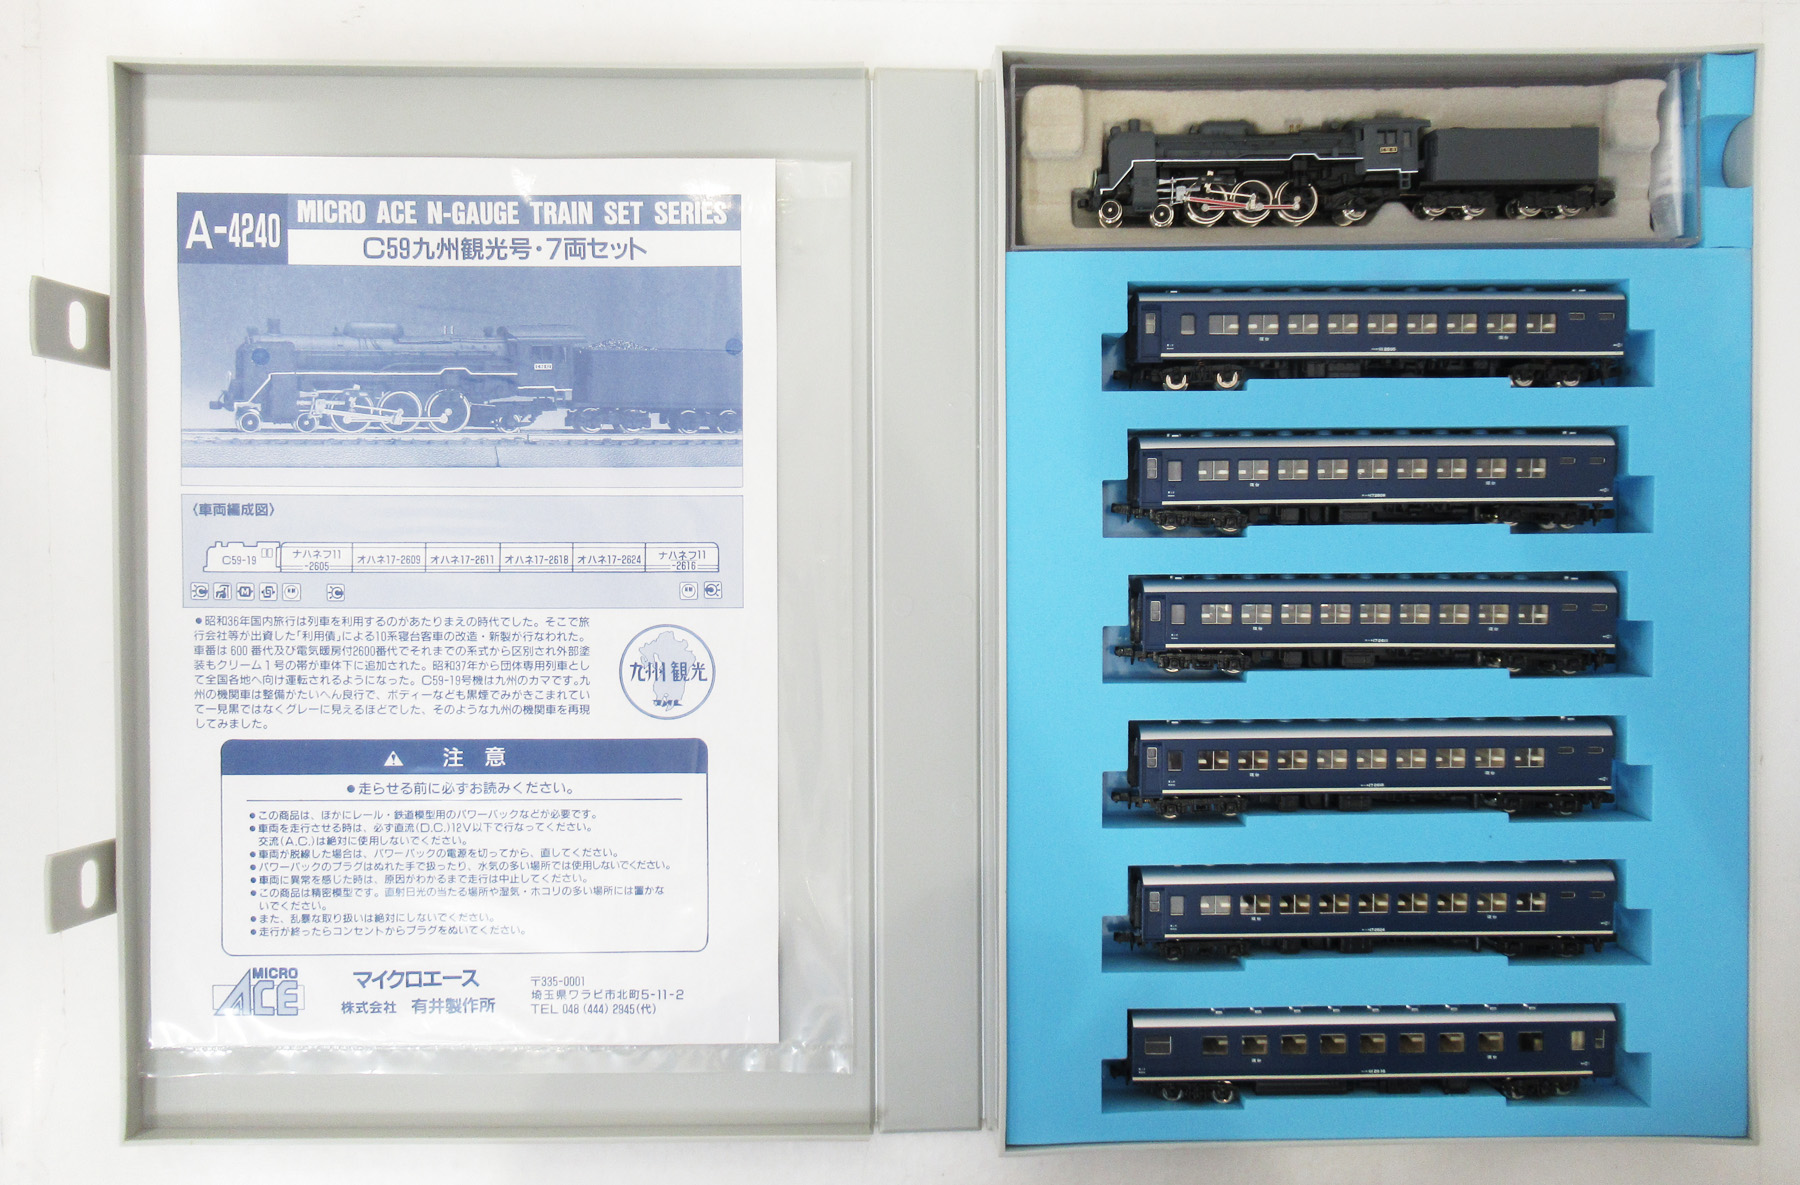 A-4240
MICRO ACE N-GAUGE TRAIN SET SERIES
C59九州観光号・7両セット
〈車両編成図〉
C59-19
ナハネフ11
-2605
オハネ17-2609
オハネ17-2611
オハネ17-2618
オハネ17-2624
ナハネフ11
-2616
●昭和36年国内旅行は列車を利用するのがあたりまえの時代でした。そこで旅
行会社等が出資した「利用債」による10系寝台客車の改造・新製が行なわれた。
車番は600番代及び電気暖房付2600番代でそれまでの系式から区別され外部塗
装もクリーム1号の帯が車体下に追加された。昭和37年から団体専用列車とし
て全国各地へ向け運転されるようになった。C59-19号機は九州のカマです。九
州の機関車は整備がたいへん良行で、ボディーなども黒煙でみがきこまれてい
て一見黒ではなくグレーに見えるほどでした、そのような九州の機関車を再現
してみました。
九州観光
注意
●走らせる前に必ずお読みください。
●この商品は、ほかにレール・鉄道模型用のパワーパックなどが必要です。
●車両を走行させる時は、必ず直流(D.C.)12V以下で行なってください。
交流(A.C.)は絶対に使用しないでください。
●車両が脱線した場合は、パワーパックの電源を切ってから、直してください。
●パワーパックのプラグはぬれた手で扱ったり、水気の多い場所では使用しないでください。
●車両に異常を感じた時は、原因がわかるまで走行は中止してください。
●この商品は精密模型です。直射日光の当たる場所や湿気・ホコリの多い場所には置かな
いでください。
●また、乱暴な取り扱いは絶対にしないでください。
●走行が終ったらコンセントからプラグをぬいてください。
MICRO
ACE
マイクロエース
株式会社 有井製作所
〒335-0001
埼玉県ワラビ市北町5-11-2
TEL 048 (444) 2945(代)